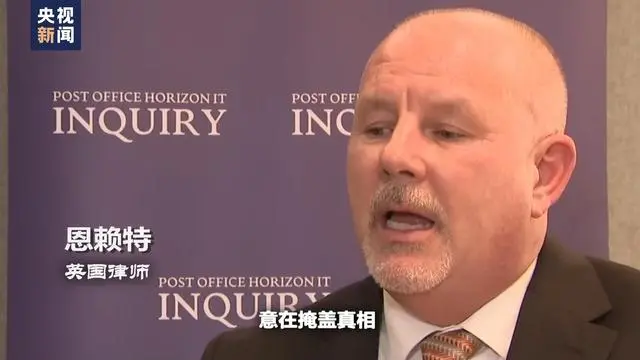 央视
新闻
POST OFFICE HORIZON IT
INQUIRY
POST OFFICE HORIZON IT
INQUIRY
恩赖特
英国律师
POST OFFICE HORIZON IT
INQUIRY
意在掩盖真相